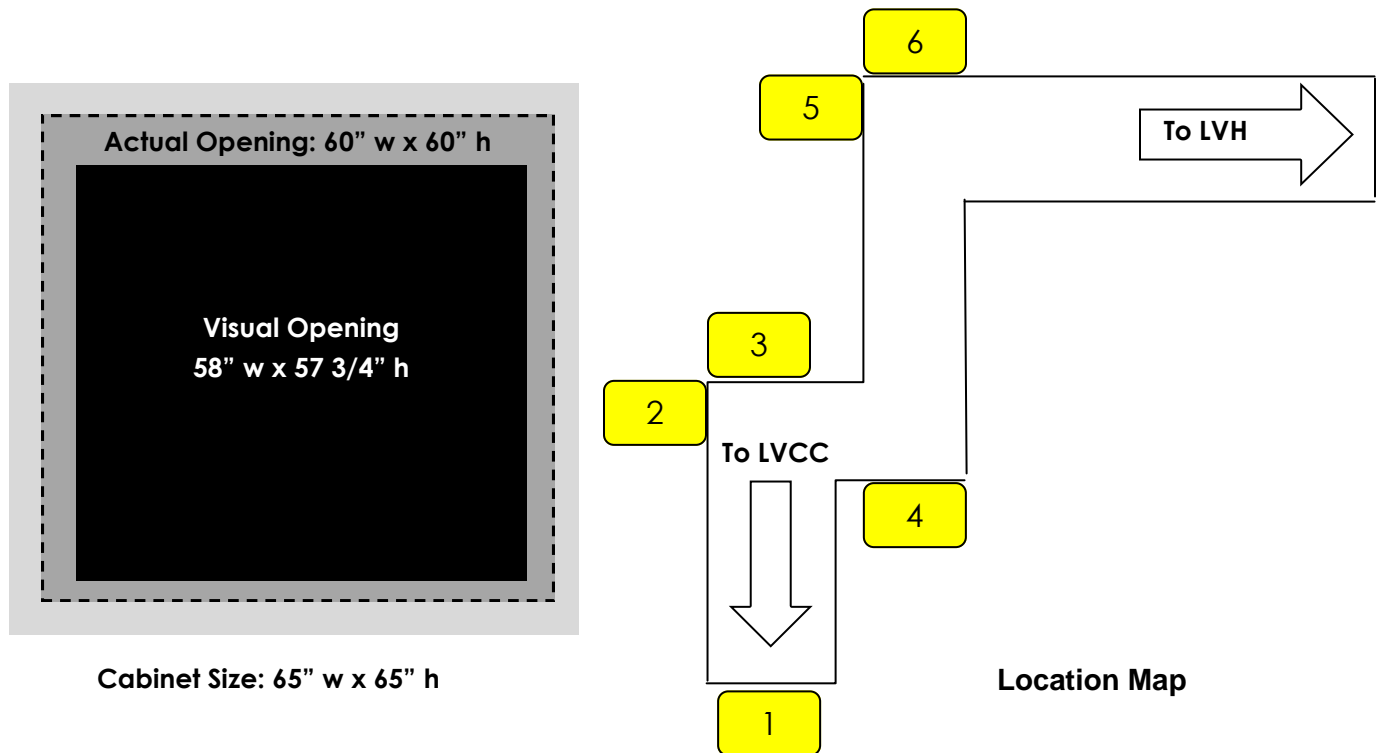 Actual Opening: 60” w x 60” h
Visual Opening
58” w x 57 3/4” h
Cabinet Size: 65” w x 65” h
6
5
To LVH
3
2
To LVCC
4
1
Location Map